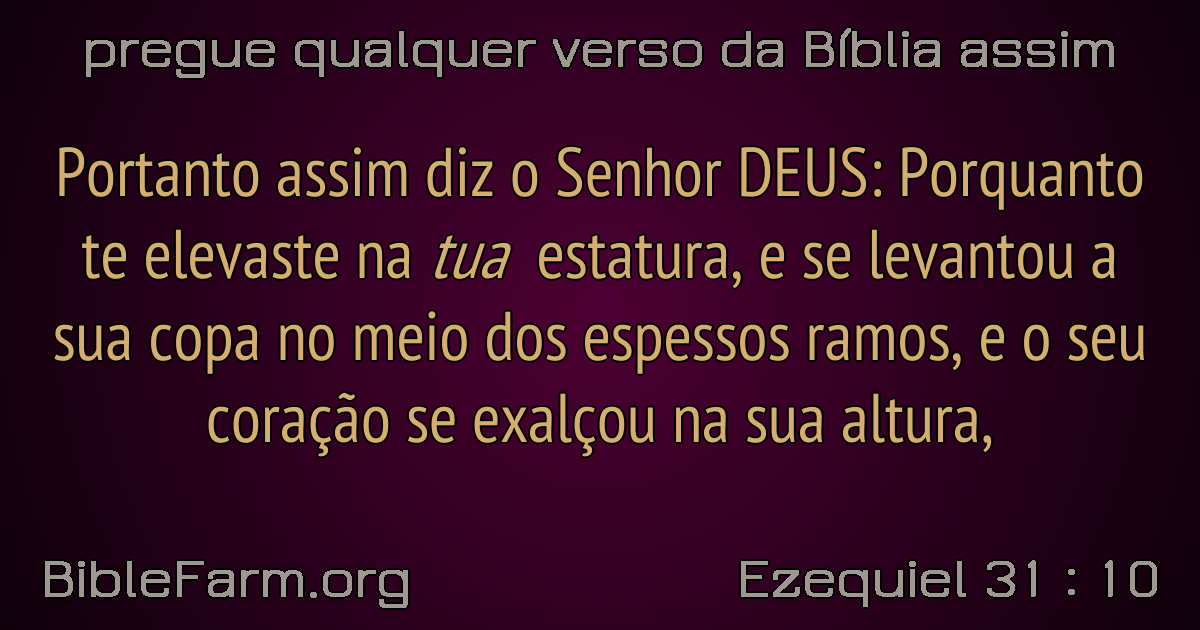 pregue qualquer verso da Bíblia assim
Portanto assim diz o Senhor DEUS: Porquanto
te elevaste na tua estatura, e se levantou a
sua copa no meio dos espessos ramos, e o seu
coração se exalçou na sua altura,
BibleFarm.org
Ezequiel 31 : 10